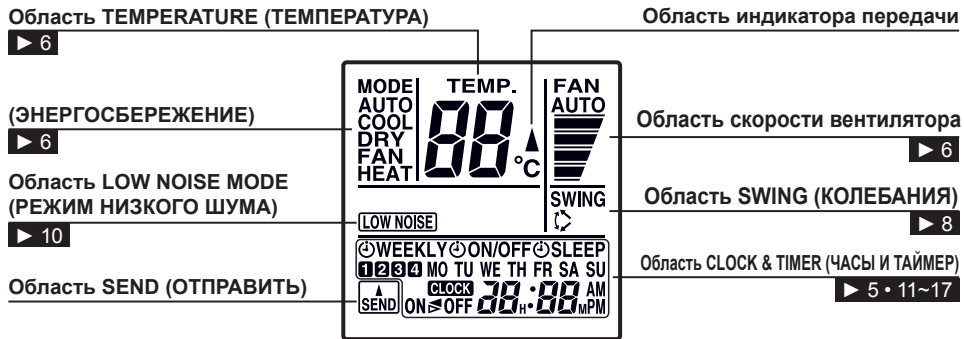 Область TEMPERATURE (ТЕМПЕРАТУРА)
► 6
(ЭНЕРГОСБЕРЕЖЕНИЕ)
► 6
Область LOW NOISE MODE
(РЕЖИМ НИЗКОГО ШУМА)
► 10
Область SEND (ОТПРАВИТЬ)
MODE TEMP. FAN
AUTO AUTO
COOL
DRY
FAN
HEAT
88
°C
SWING
LOW NOISE
WEEKLY ON/OFF SLEEP
1 2 3 4 MO TU WE TH FR SA SU
SEND
CLOCK
ON OFF 28H•88M AM PM
Область индикатора передачи
Область скорости вентилятора
► 6
Область SWING (КОЛЕБАНИЯ)
► 8
Область CLOCK & TIMER (ЧАСЫ И ТАЙМЕР)
► 5 • 11~17